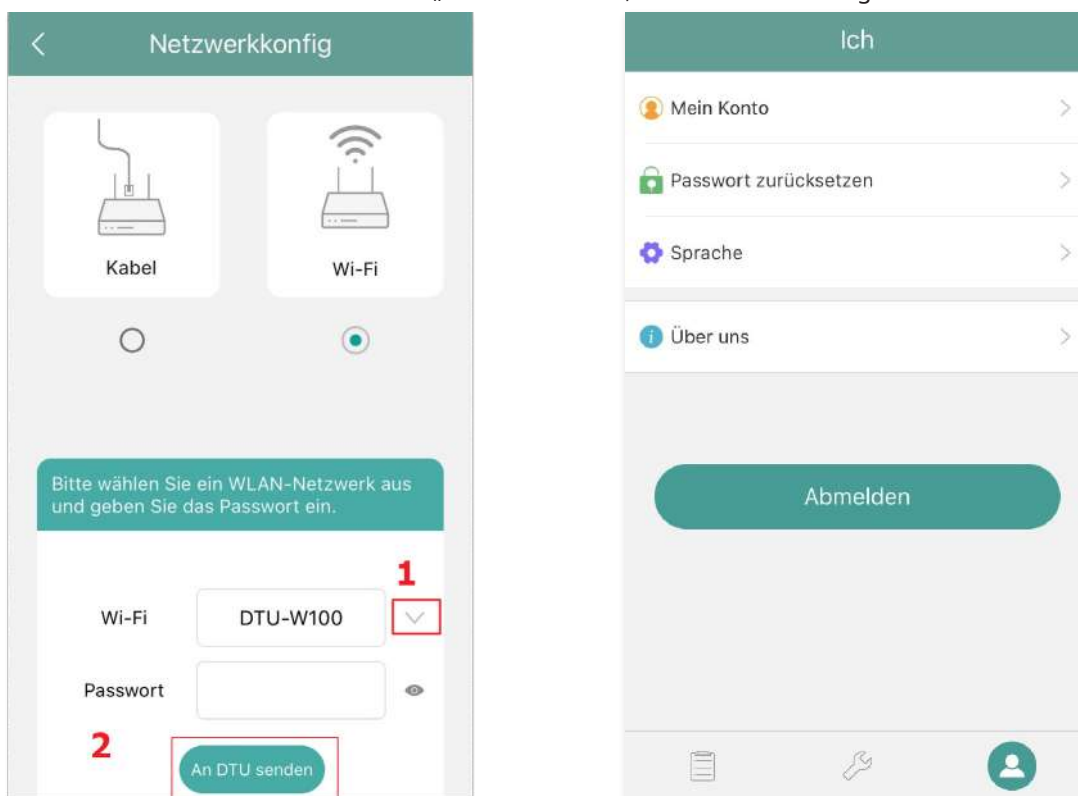 Netzwerkkonfig
Kabel
Wi-Fi
Bitte wählen Sie ein WLAN-Netzwerk aus
und geben Sie das Passwort ein.
1
Wi-Fi
DTU-W100
Passwort
2
An DTU senden
Ich
Mein Konto
Passwort zurücksetzen
Sprache
Über uns
Abmelden